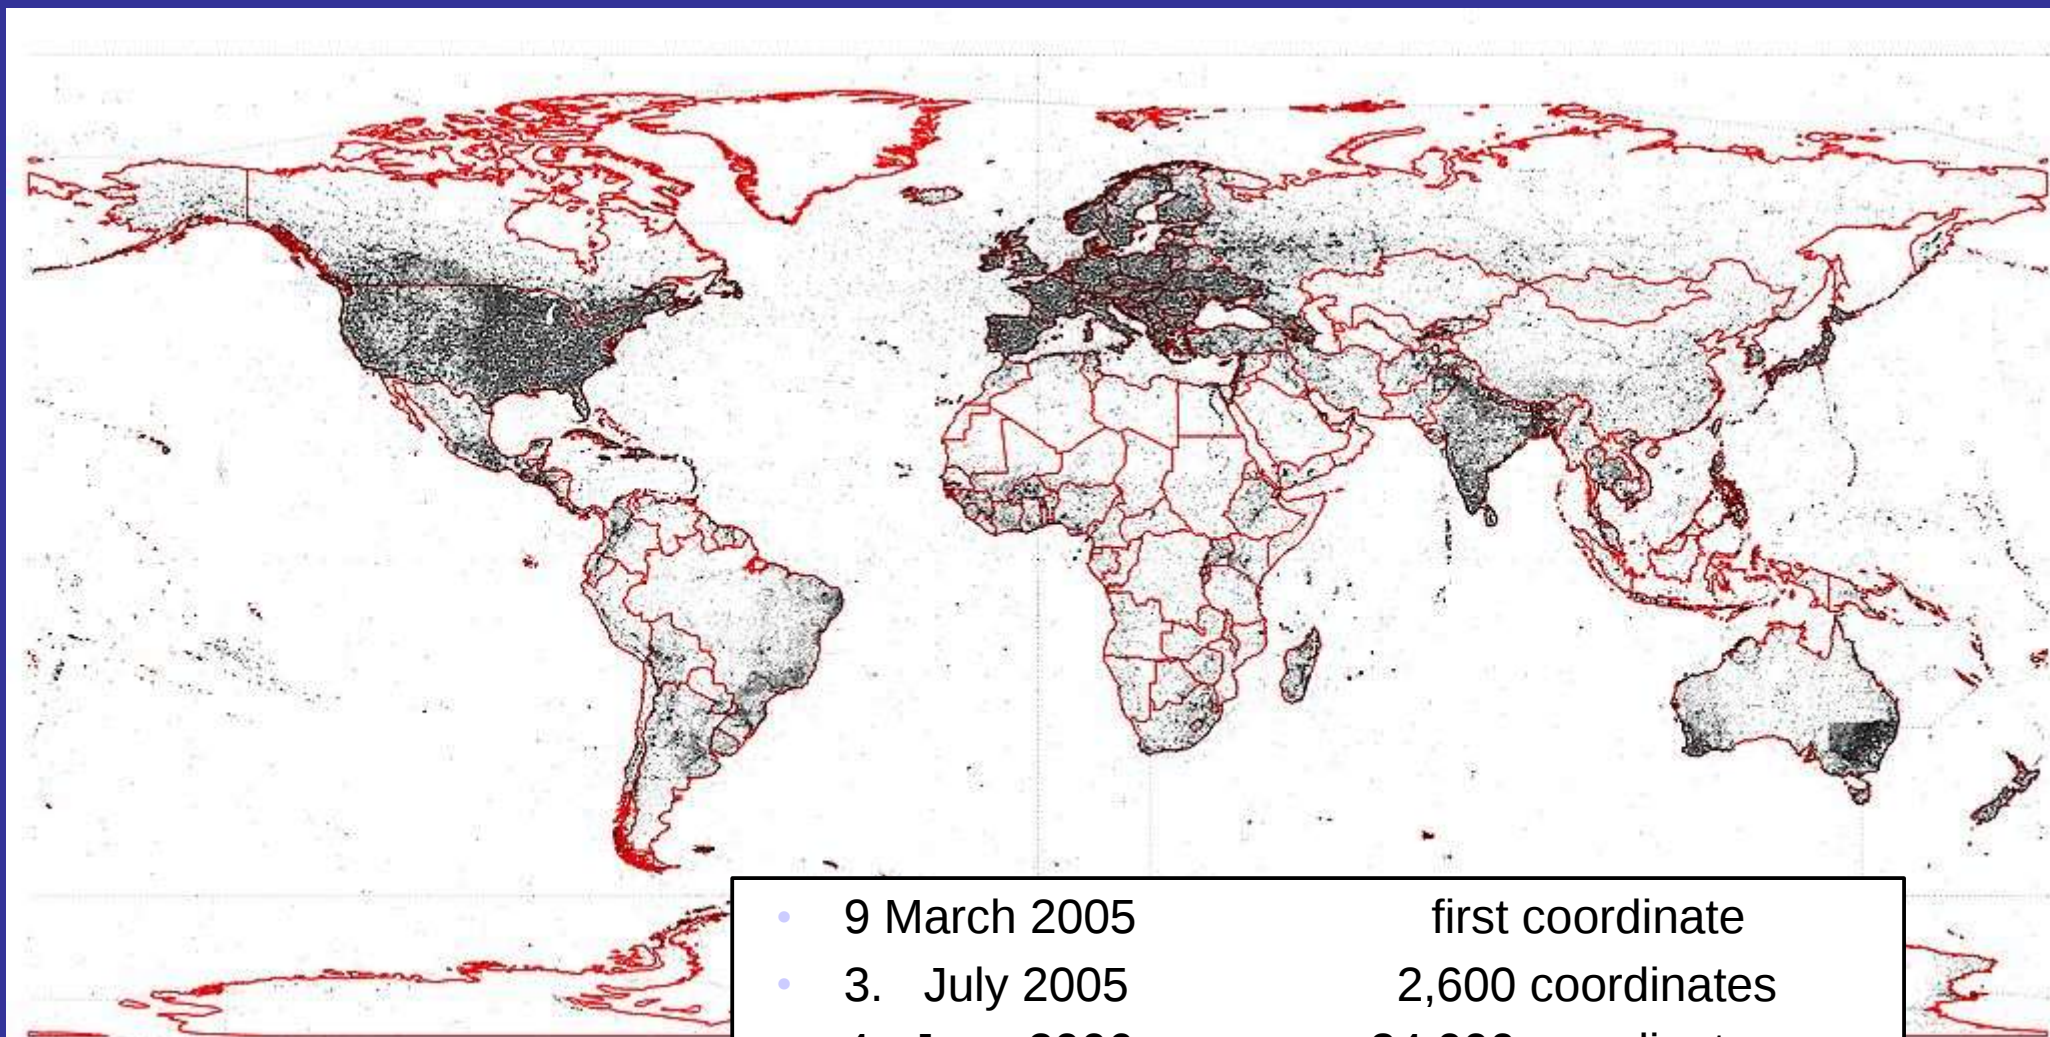 • 9 March 2005 first coordinate
• 3. July 2005 2,600 coordinates